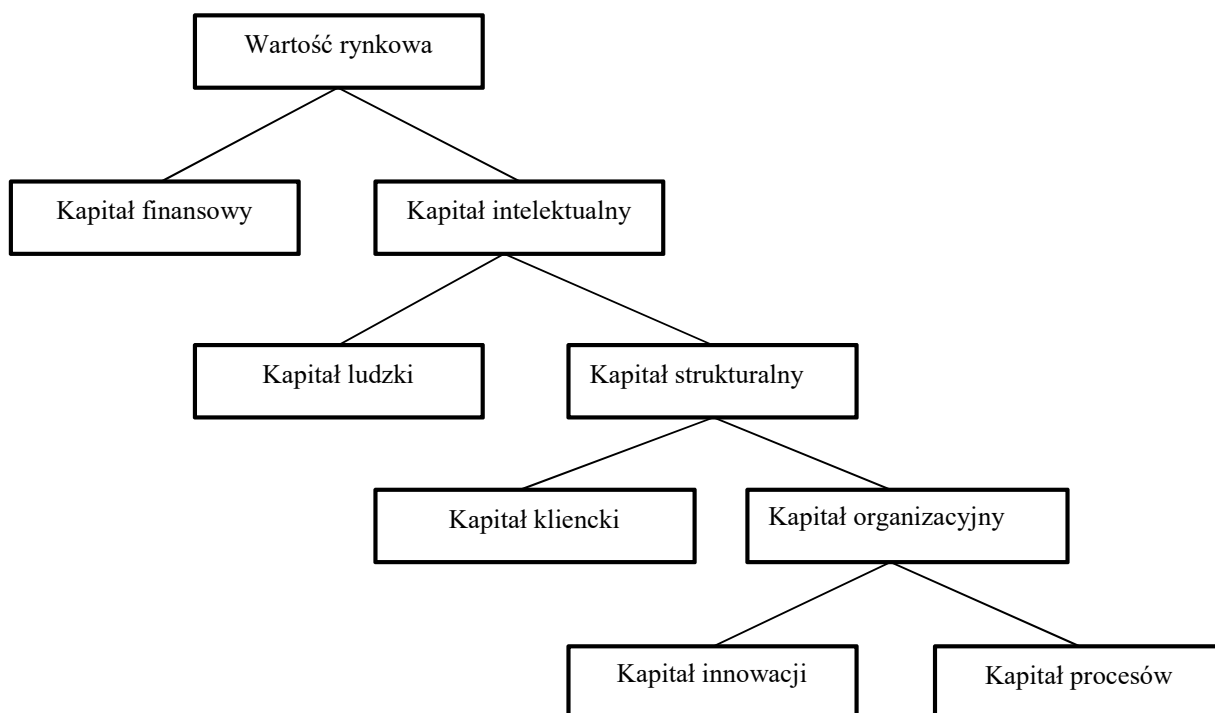 Wartość rynkowa
Kapitał finansowy
Kapitał intelektualny
Kapitał ludzki
Kapitał strukturalny
Kapitał kliencki
Kapitał organizacyjny
Kapitał innowacji
Kapitał procesów